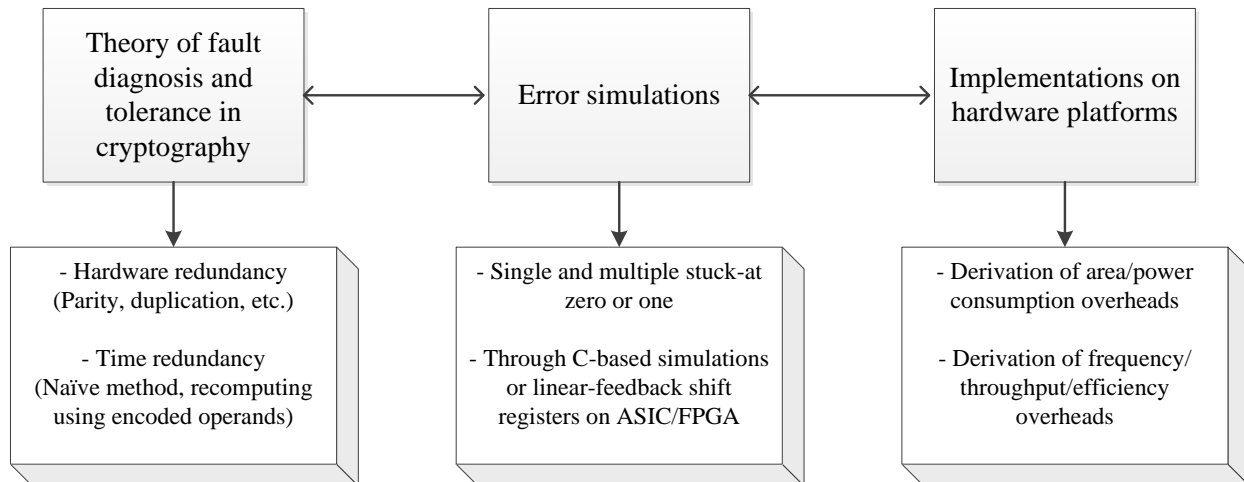 Theory of fault
diagnosis and
tolerance in
cryptography
Error simulations
Implementations on
hardware platforms
- Hardware redundancy
(Parity, duplication, etc.)
- Time redundancy
(Naïve method, recomputing
using encoded operands)
- Single and multiple stuck-at
zero or one
- Through C-based simulations
or linear-feedback shift
registers on ASIC/FPGA
- Derivation of area/power
consumption overheads
- Derivation of frequency/
throughput/efficiency
overheads